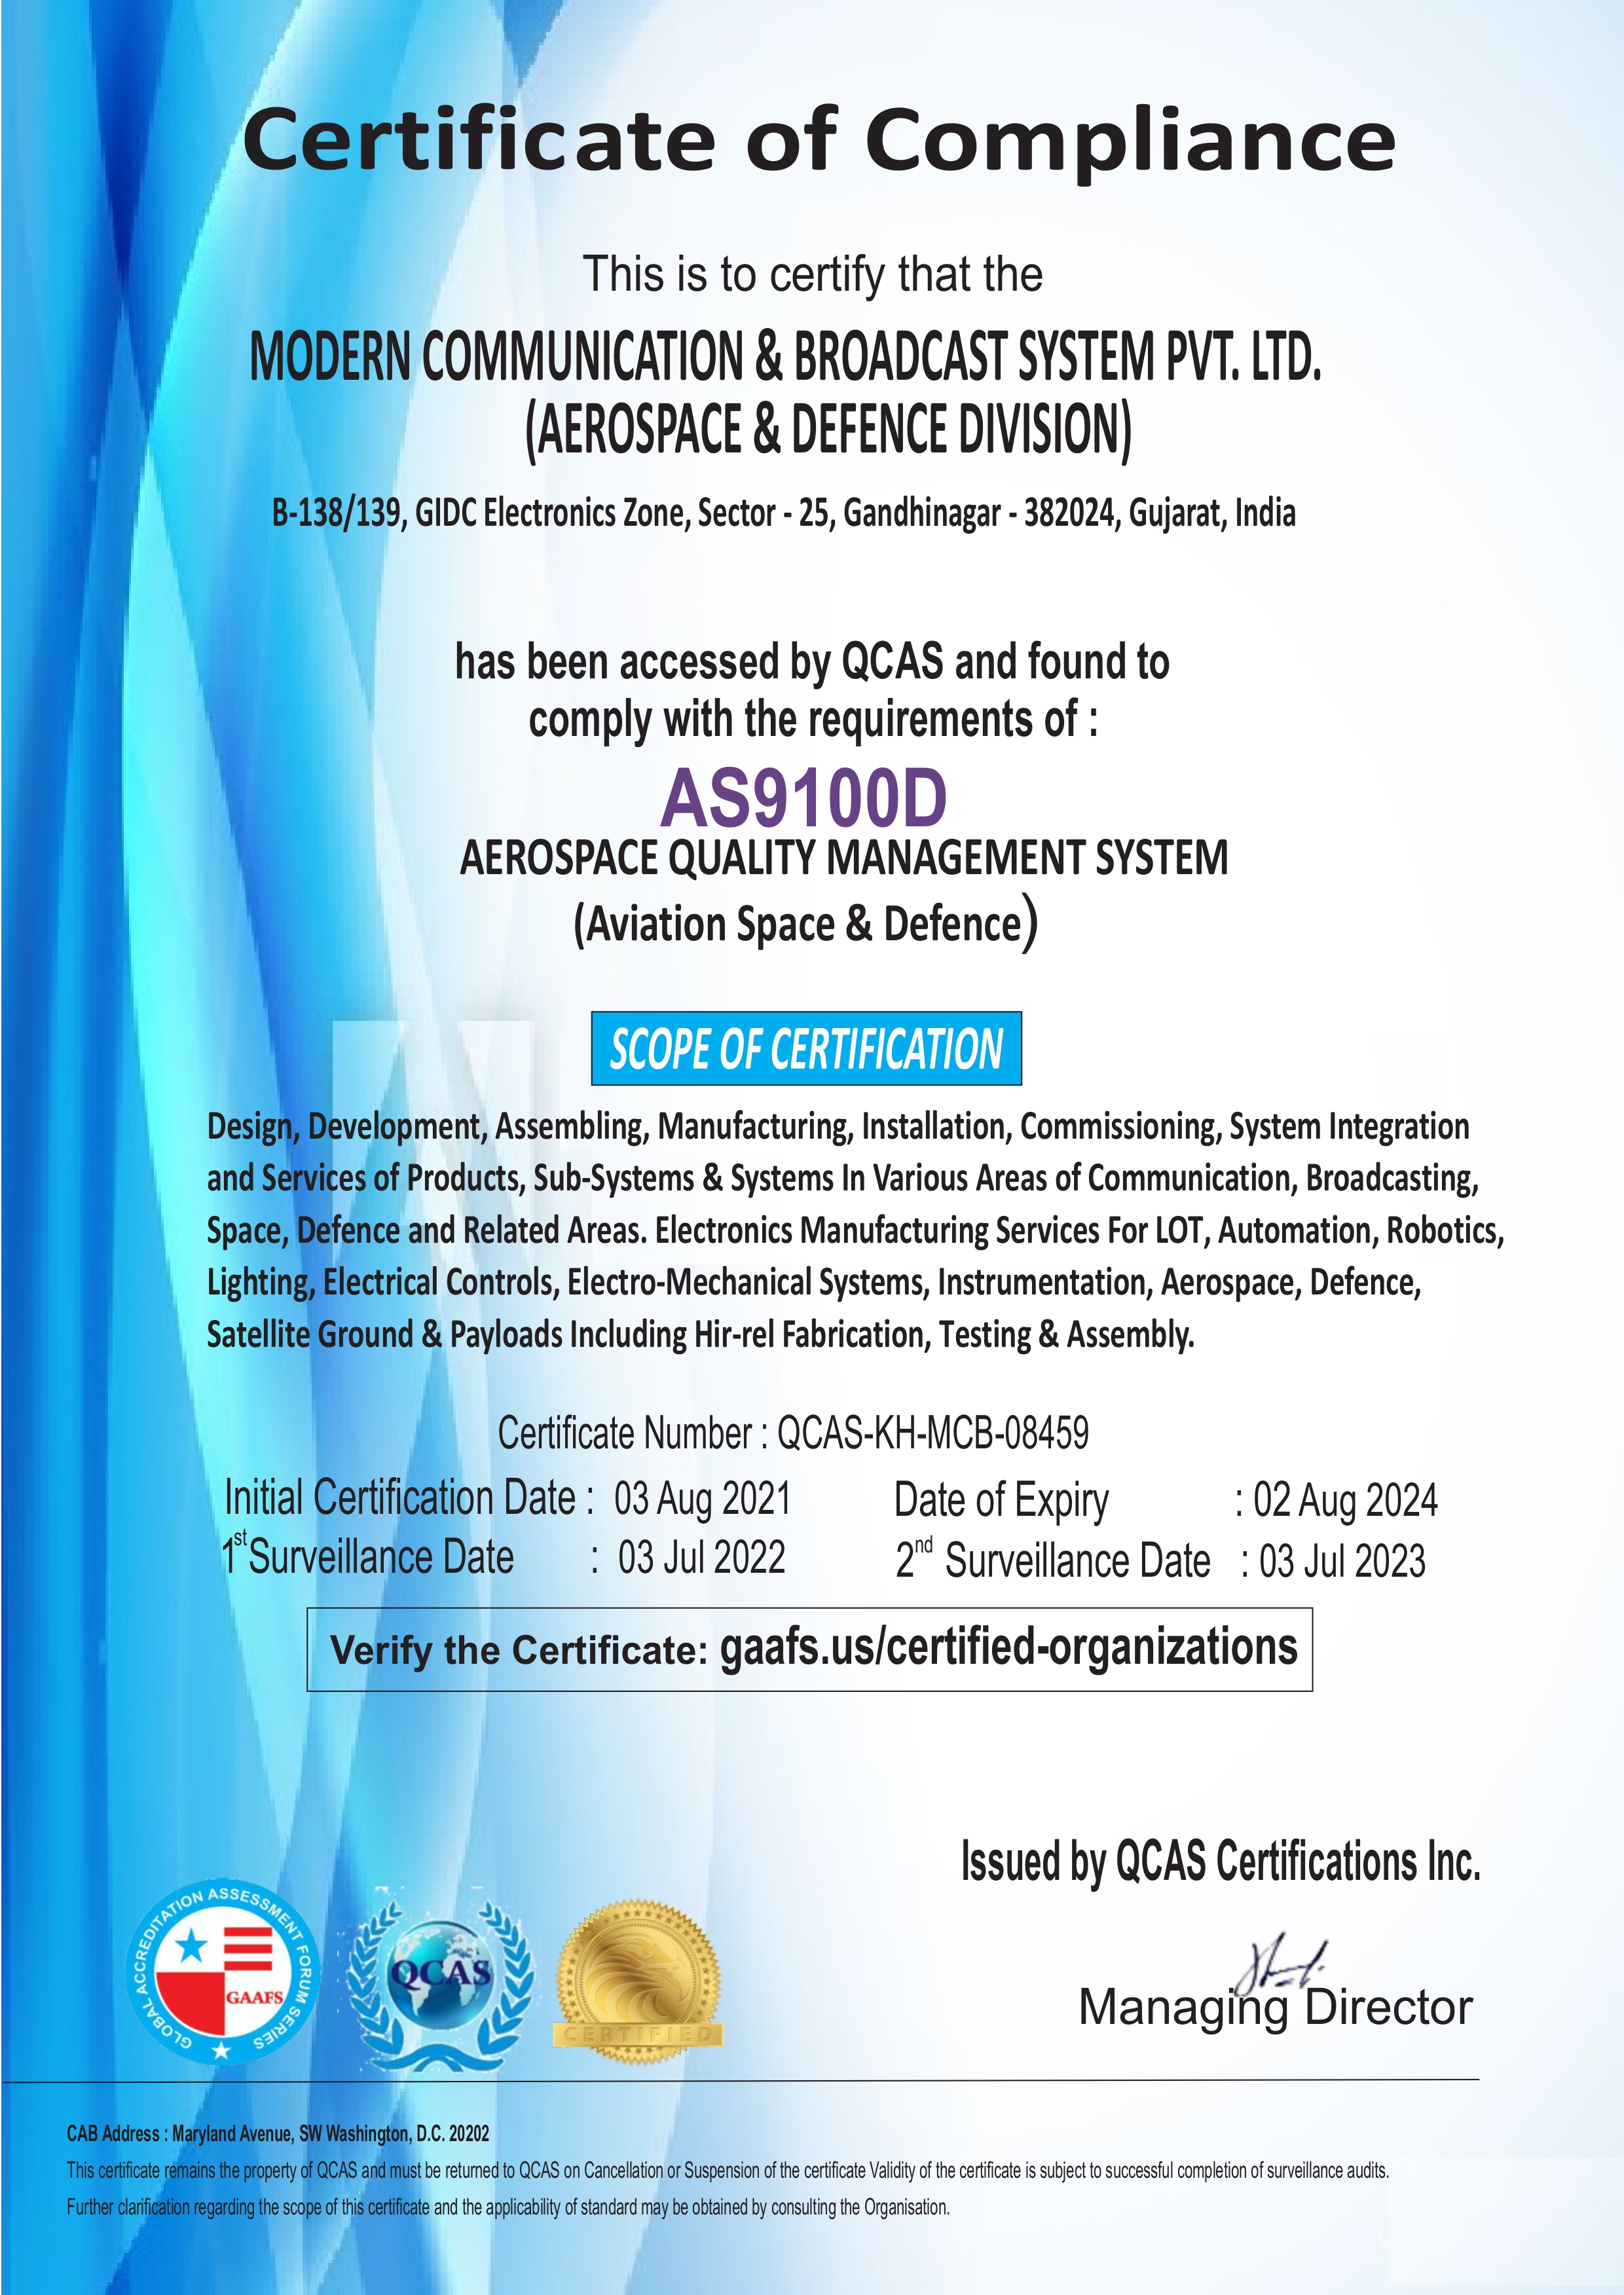 Certificate of Compliance
This is to certify that the
MODERN COMMUNICATION & BROADCAST SYSTEM PVT. LTD.
(AEROSPACE & DEFENCE DIVISION)
B-138/139, GIDC Electronics Zone, Sector - 25, Gandhinagar - 382024, Gujarat, India
has been accessed by QCAS and found to
comply with the requirements of :
AS9100D
AEROSPACE QUALITY MANAGEMENT SYSTEM
(Aviation Space & Defence)
SCOPE OF CERTIFICATION
Design, Development, Assembling, Manufacturing, Installation, Commissioning, System Integration
and Services of Products, Sub-Systems & Systems In Various Areas of Communication, Broadcasting,
Space, Defence and Related Areas. Electronics Manufacturing Services For LOT, Automation, Robotics,
Lighting, Electrical Controls, Electro-Mechanical Systems, Instrumentation, Aerospace, Defence,
Satellite Ground & Payloads Including Hir-rel Fabrication, Testing & Assembly.
Certificate Number : QCAS-KH-MCB-08459
Initial Certification Date : 03 Aug 2021 Date of Expiry : 02 Aug 2024
1st Surveillance Date : 03 Jul 2022 2nd Surveillance Date : 03 Jul 2023
Verify the Certificate: gaafs.us/certified-organizations
Issued by QCAS Certifications Inc.
GLOBAL ACCREDITATION ASSESSMENT FORUM SERIES
GAAFS
QCAS
CERTIFIED
Managing Director
CAB Address : Maryland Avenue, SW Washington, D.C. 20202
This certificate remains the property of QCAS and must be returned to QCAS on Cancellation or Suspension of the certificate Validity of the certificate is subject to successful completion of surveillance audits.
Further clarification regarding the scope of this certificate and the applicability of standard may be obtained by consulting the Organisation.